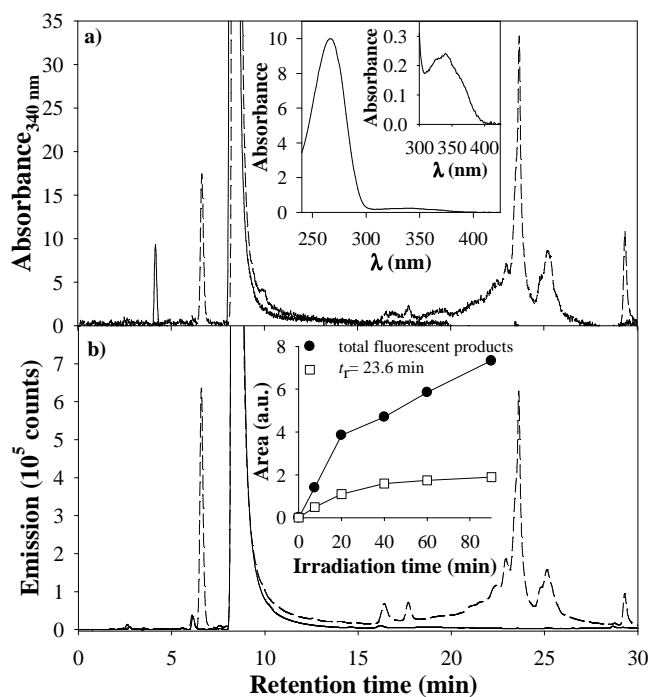 a)
Absorbance340 nm
35
30
25
20
15
10
5
0
Absorbance
10
8
6
4
2
0
250 300 350 400
λ (nm)
Absorbance
0.3
0.2
0.1
0.0
300 350 400
λ (nm)
b)
Emission (10^5 counts)
7
6
5
4
3
2
1
0
total fluorescent products
tr= 23.6 min
Area (a.u.)
8
6
4
2
0
0 20 40 60 80
Irradiation time (min)
0 5 10 15 20 25 30
Retention time (min)